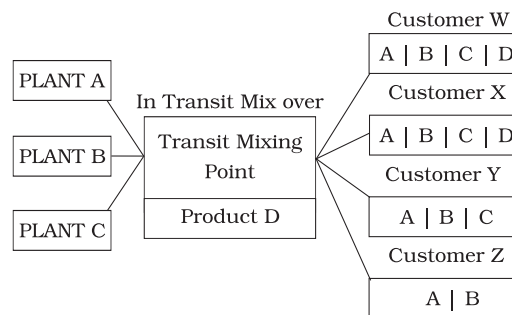 Customer W
A | B | C | D
PLANT A
In Transit Mix over
Customer X
Transit Mixing
Point
A | B | C | D
PLANT B
Customer Y
Product D
A | B | C
PLANT C
Customer Z
A | B